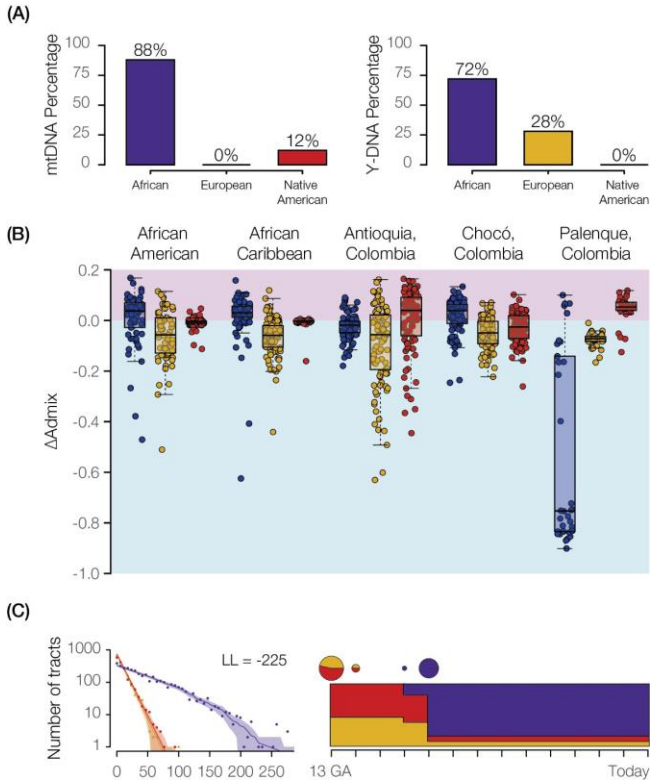 (A)
mtDNA Percentage
100
75
50
25
0
88%
0%
12%
African
European
Native
American
Y-DNA Percentage
100
75
50
25
0
72%
28%
0%
African
European
Native
American
(B)
African
American
African
Caribbean
Antioquia,
Colombia
Chocó,
Colombia
Palenque,
Colombia
ΔAdmix
0.2
0.0
-0.2
-0.4
-0.6
-0.8
-1.0
(C)
Number of tracts
1000
100
10
1
LL = -225
0 50 100 150 200 250
13 GA
Today